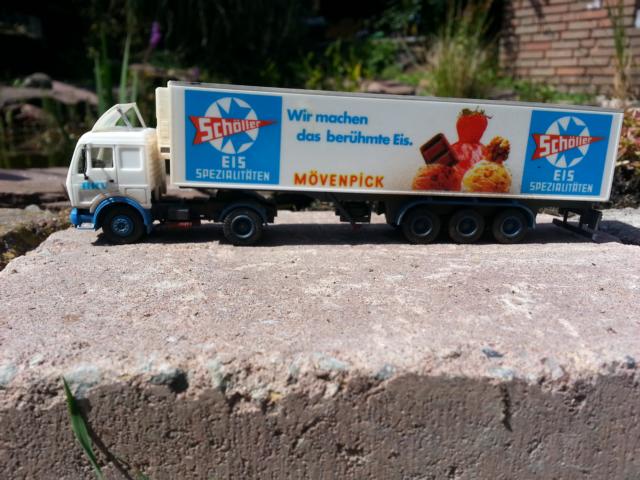 Schöller
EIS
SPEZIALITÄTEN
Wir machen
das berühmte Eis.
MÖVENPICK
Schöller
EIS
SPEZIALITÄTEN